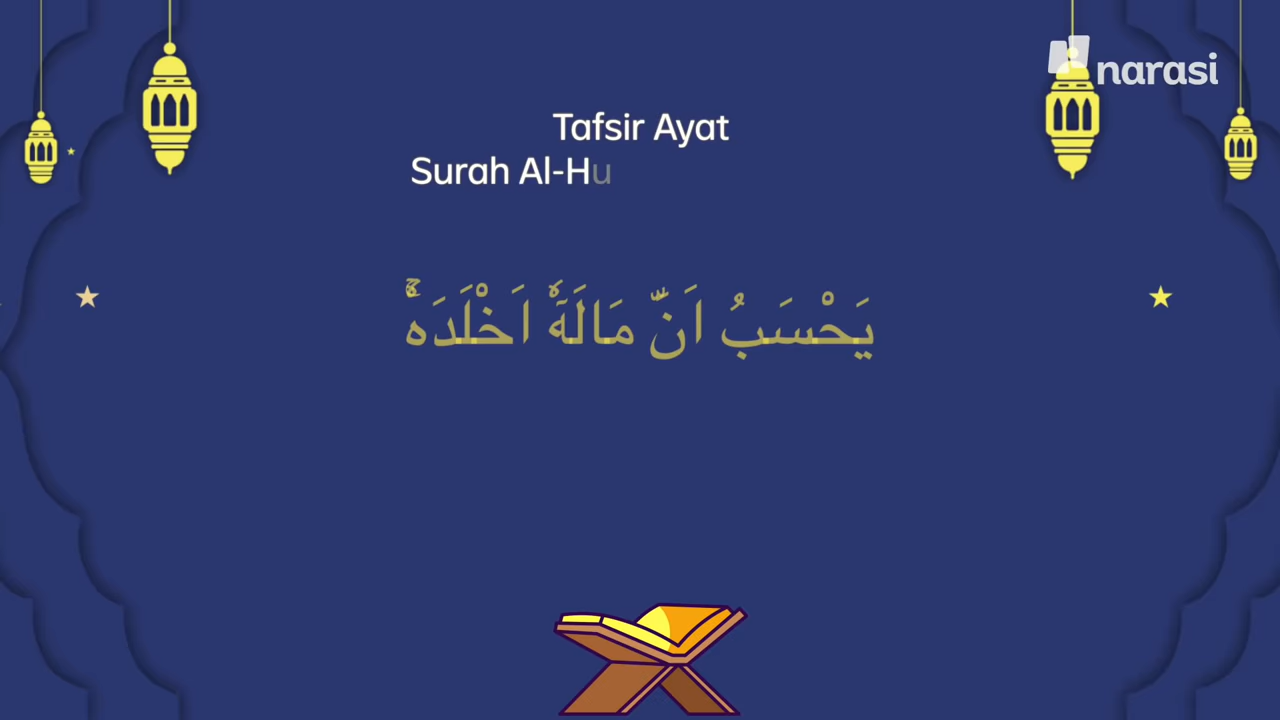 narasi
Tafsir Ayat
Surah Al-Hu
يَحْسَبُ اَنَّ مَالَهٗٓ اَخْلَدَهٗۚ